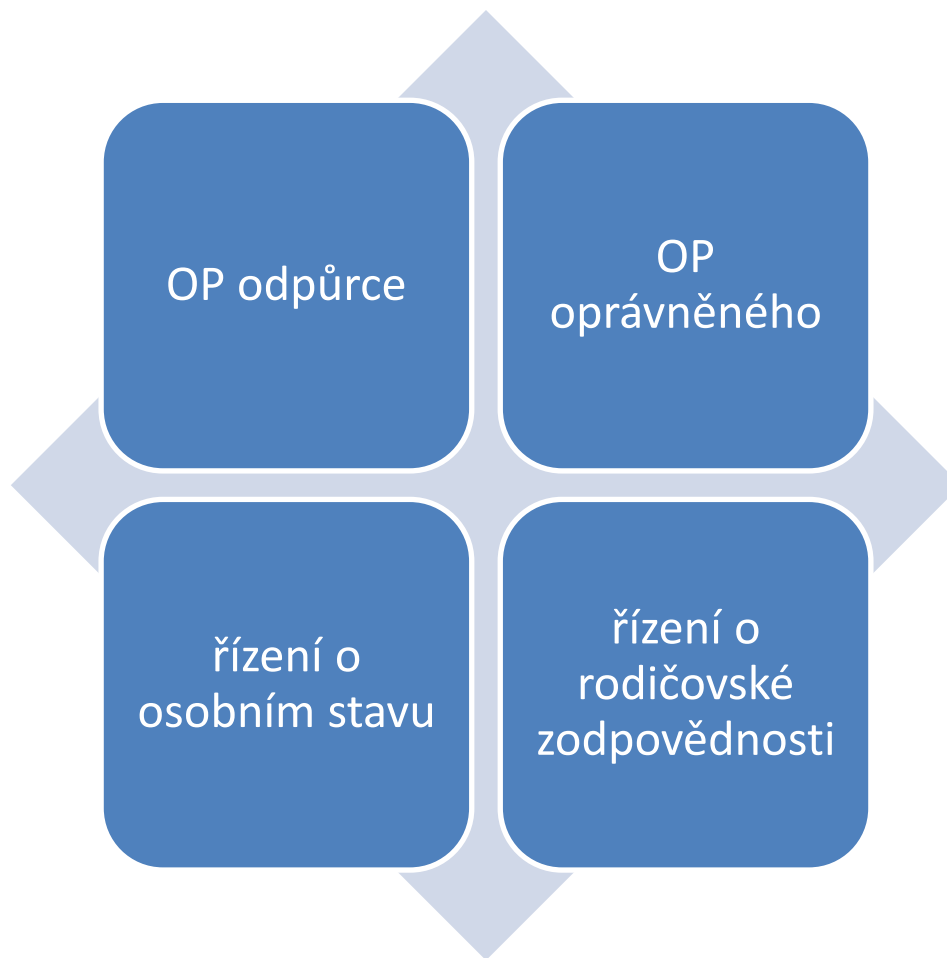 OP odpůrce
OP
oprávněného
řízení o
osobním stavu
řízení o
rodičovské
zodpovědnosti